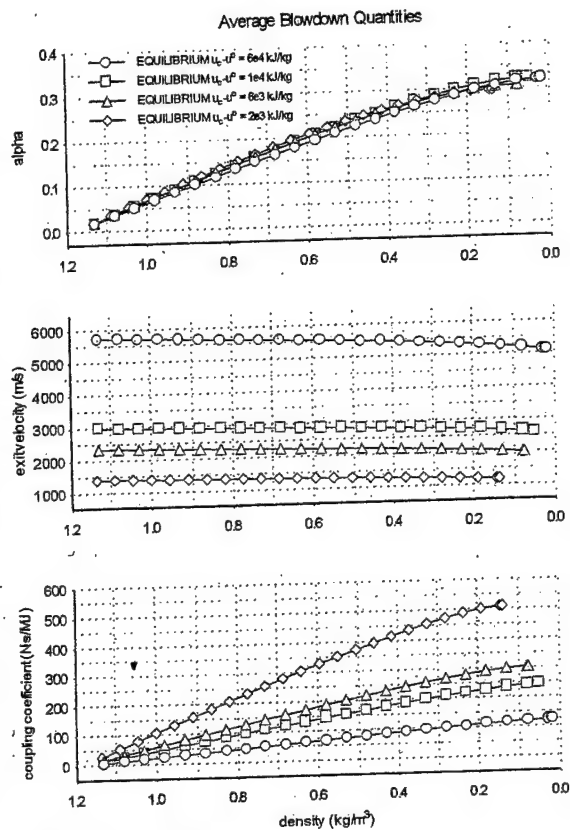 Average Blowdown Quantities
0.4
EQUILIBRIUM u_c-u° = 6e4 kJ/kg
EQUILIBRIUM u_c-u° = 1e4 kJ/kg
EQUILIBRIUM u_c-u° = 6e3 kJ/kg
EQUILIBRIUM u_c-u° = 2e3 kJ/kg
0.3
alpha
0.2
0.1
0.0
1.2 1.0 0.8 0.6 0.4 0.2 0.0
6000
5000
exitvelocity (m/s)
4000
3000
2000
1000
1.2 1.0 0.8 0.6 0.4 0.2 0.0
600
500
coupling coefficient (Ns/MJ)
400
300
200
100
0
1.2 1.0 0.8 0.6 0.4 0.2 0.0
density (kg/m³)